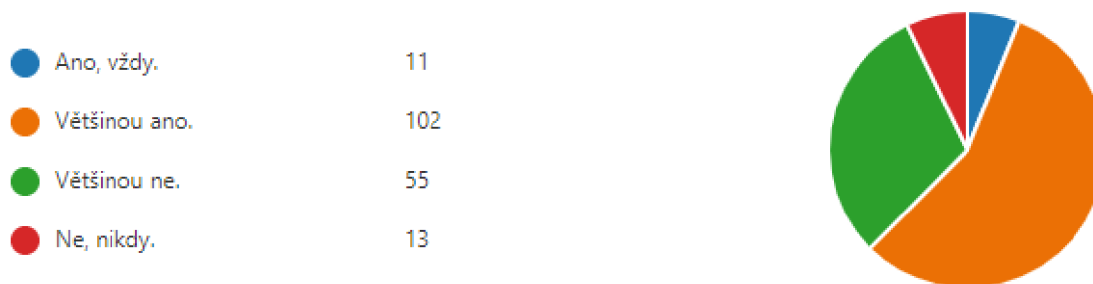 Ano, vždy. 11
Většinou ano. 102
Většinou ne. 55
Ne, nikdy. 13